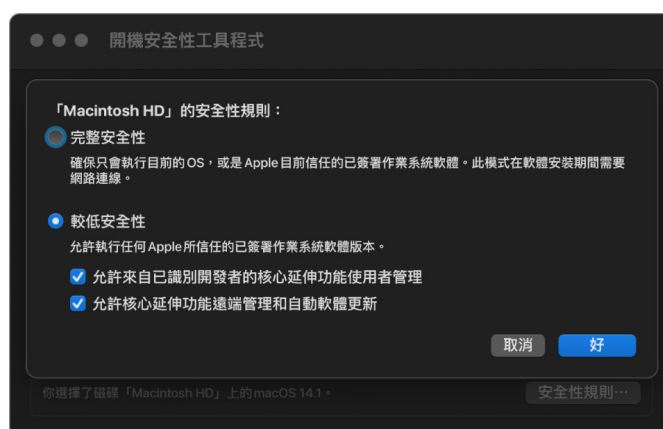 開機安全性工具程式
「Macintosh HD」的安全性規則：
完整安全性
確保只會執行目前的OS，或是Apple目前信任的已簽署作業系統軟體。此模式在軟體安裝期間需要
網路連線。
較低安全性
允許執行任何Apple所信任的已簽署作業系統軟體版本。
允許來自已識別開發者的核心延伸功能使用者管理
允許核心延伸功能遠端管理和自動軟體更新
取消
好
你選擇了磁碟「Macintosh HD」上的macOS 14.1。
安全性規則⋯